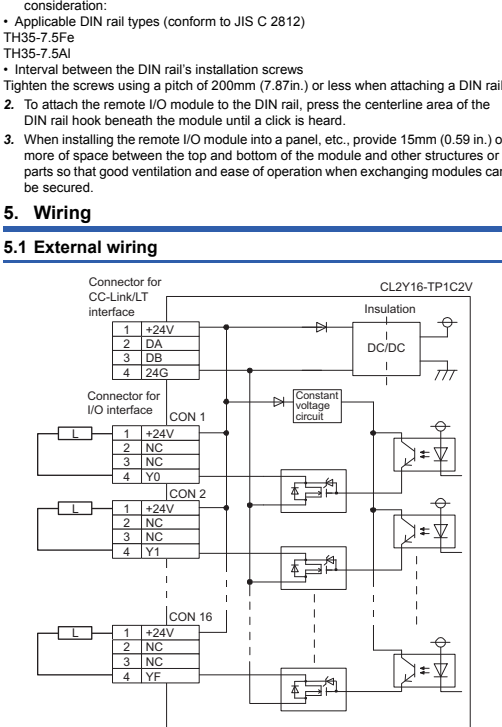 consideration:
• Applicable DIN rail types (conform to JIS C 2812)
TH35-7.5Fe
TH35-7.5Al
• Interval between the DIN rail's installation screws
Tighten the screws using a pitch of 200mm (7.87in.) or less when attaching a DIN rail
2. To attach the remote I/O module to the DIN rail, press the centerline area of the
DIN rail hook beneath the module until a click is heard.
3. When installing the remote I/O module into a panel, etc., provide 15mm (0.59 in.) o
more of space between the top and bottom of the module and other structures or
parts so that good ventilation and ease of operation when exchanging modules can
be secured.
5. Wiring
5.1 External wiring
Connector for
CC-Link/LT
interface
CL2Y16-TP1C2V
1 +24V
2 DA
3 DB
4 24G
Insulation
DC/DC
Constant
voltage
circuit
Connector for
I/O interface
CON 1
L
1 +24V
2 NC
3 NC
4 Y0
CON 2
L
1 +24V
2 NC
3 NC
4 Y1
CON 16
L
1 +24V
2 NC
3 NC
4 YF